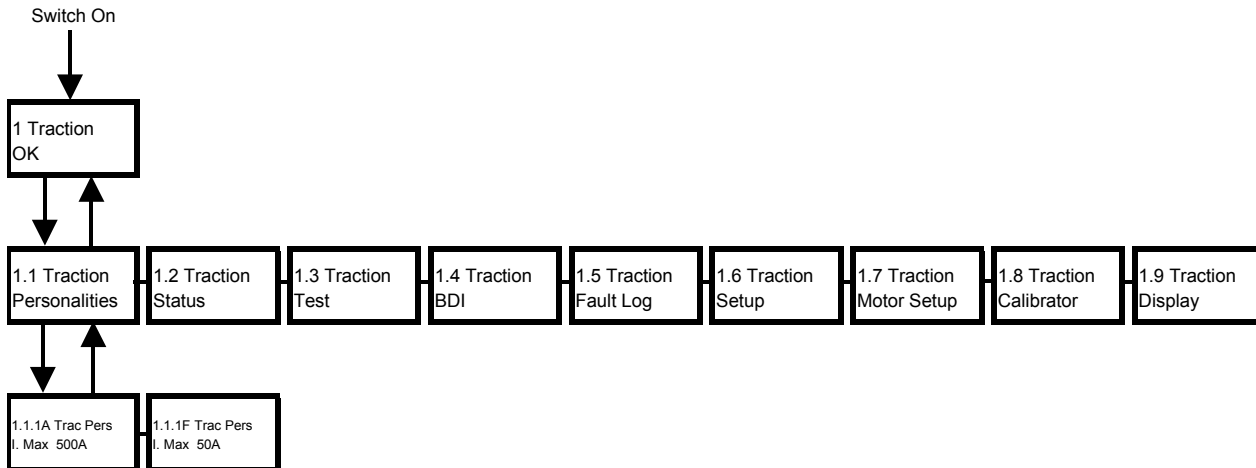 Switch On
1 Traction
OK
1.1 Traction
Personalities
1.2 Traction
Status
1.3 Traction
Test
1.4 Traction
BDI
1.5 Traction
Fault Log
1.6 Traction
Setup
1.7 Traction
Motor Setup
1.8 Traction
Calibrator
1.9 Traction
Display
1.1.1A Trac Pers
I. Max 500A
1.1.1F Trac Pers
I. Max 50A